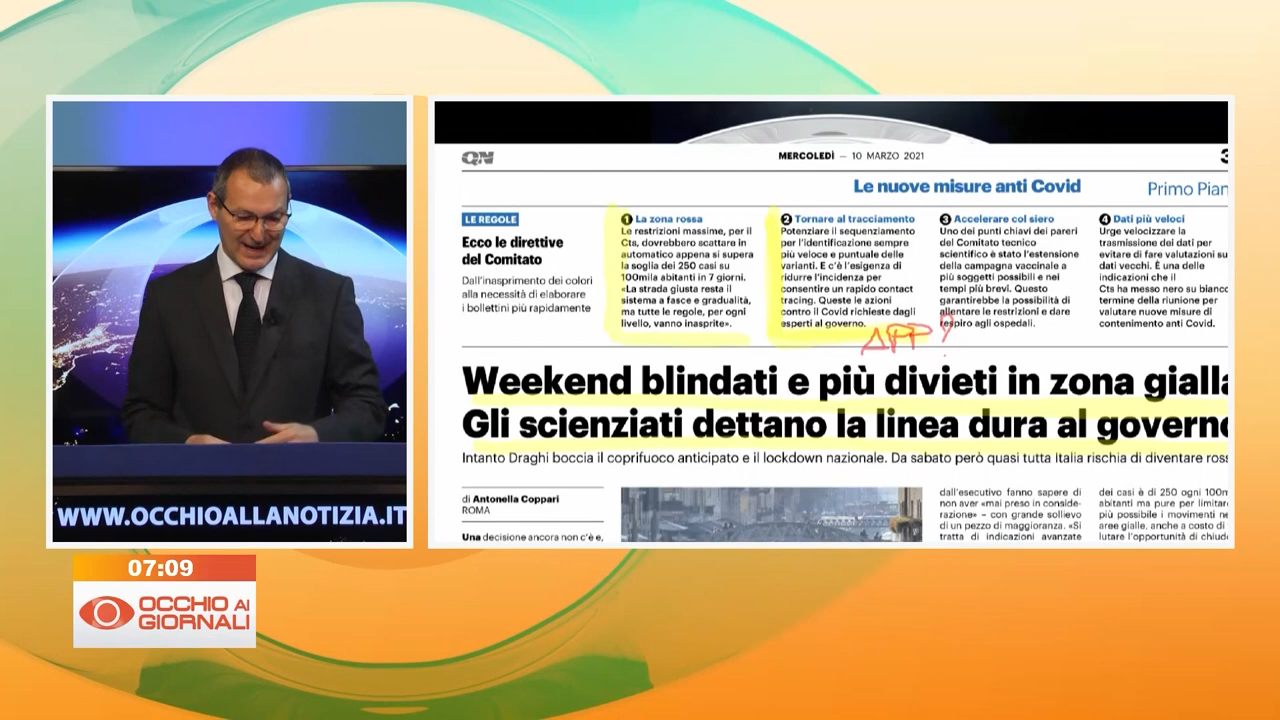 QN
MERCOLEDÌ — 10 MARZO 2021
Le nuove misure anti Covid
Primo
LE REGOLE
Ecco le direttive
del Comitato
Dall'inasprimento dei colori
alla necessità di elaborare
i bollettini più rapidamente
1 La zona rossa
Le restrizioni massime, per il
Cts, dovrebbero scattare in
automatico appena si supera
la soglia dei 250 casi su
100mila abitanti in 7 giorni.
«La strada giusta resta il
sistema a fasce e gradualità,
ma tutte le regole, per ogni
livello, vanno inasprite».
2 Tornare al tracciamento
Potenziare il sequenziamento
per l'identificazione sempre
più veloce e puntuale delle
varianti. E c'è l'esigenza di
ridurre l'incidenza per
consentire un rapido contact
tracing. Queste le azioni
contro il Covid richieste dagli
esperti al governo.
3 Accelerare col siero
Uno dei punti chiavi dei pareri
del Comitato tecnico
scientifico è stato l'estensione
della campagna vaccinale a
più soggetti possibili e nei
tempi più brevi. Questo
garantirebbe la possibilità di
allentare le restrizioni e dare
respiro agli ospedali.
4 Dati più veloci
Urge velocizzare la
trasmissione dei dati per
evitare di fare valutazioni su
dati vecchi. È una delle
indicazioni che il
Cts ha messo nero su bianco
termine della riunione per
valutare nuove misure di
contenimento anti Covid.
APP?
Weekend blindati e più divieti in zona
Gli scienziati dettano la linea dura al
Intanto Draghi boccia il coprifuoco anticipato e il lockdown nazionale. Da sabato però quasi tutta Italia rischia di diventare
di Antonella Coppari
ROMA
Una decisione ancora non c'è e,
dall'esecutivo fanno sapere di
non aver «mai preso in conside-
razione» – con grande sollievo
di un pezzo di maggioranza. «Si
tratta di indicazioni avanzate
dei casi è di 250 ogni
abitanti ma pure per
più possibile i movimenti
aree gialle, anche a costo di
lutare l'opportunità di
WWW.OCCHIOALLANOTIZIA.IT
07:09
OCCHIO AI
GIORNALI